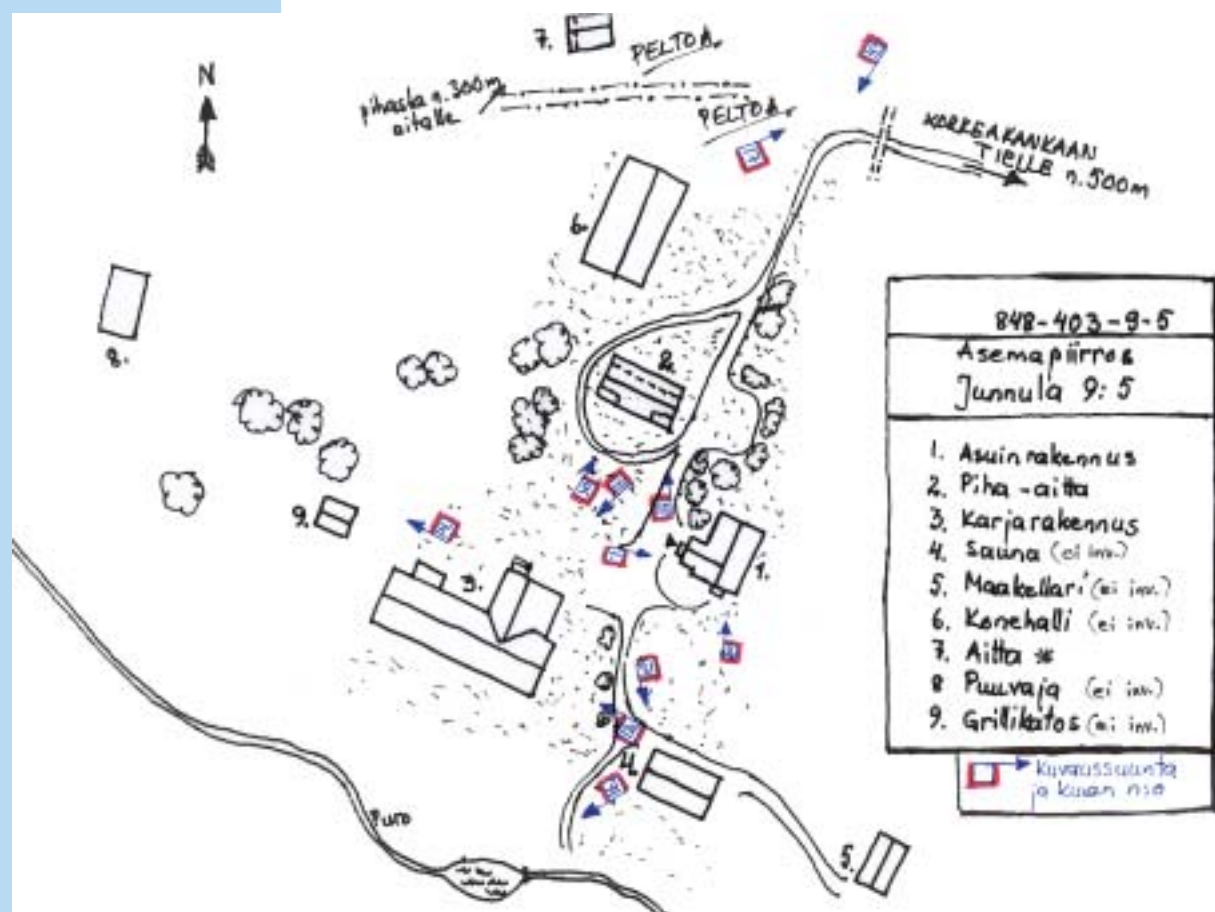 N
7.
PELTOA
pihasta n. 300m
aitalle
PELTOA
KORKEAKANKAAN
TIELLE n. 500m
6.
8.
2.
9.
3.
1.
4.
5.
Puro
848-403-9-5
Asemapiirros
Junnula 9:5
1. Asuinrakennus
2. Piha-aitta
3. Karjarakennus
4. Sauna (ei inv.)
5. Maakellari (ei inv.)
6. Konehalli (ei inv.)
7. Aitta *
8 Puuvaja (ei inv.)
9. Grillikatos (ei inv.)
kuvaussuunta
ja kuvan nro